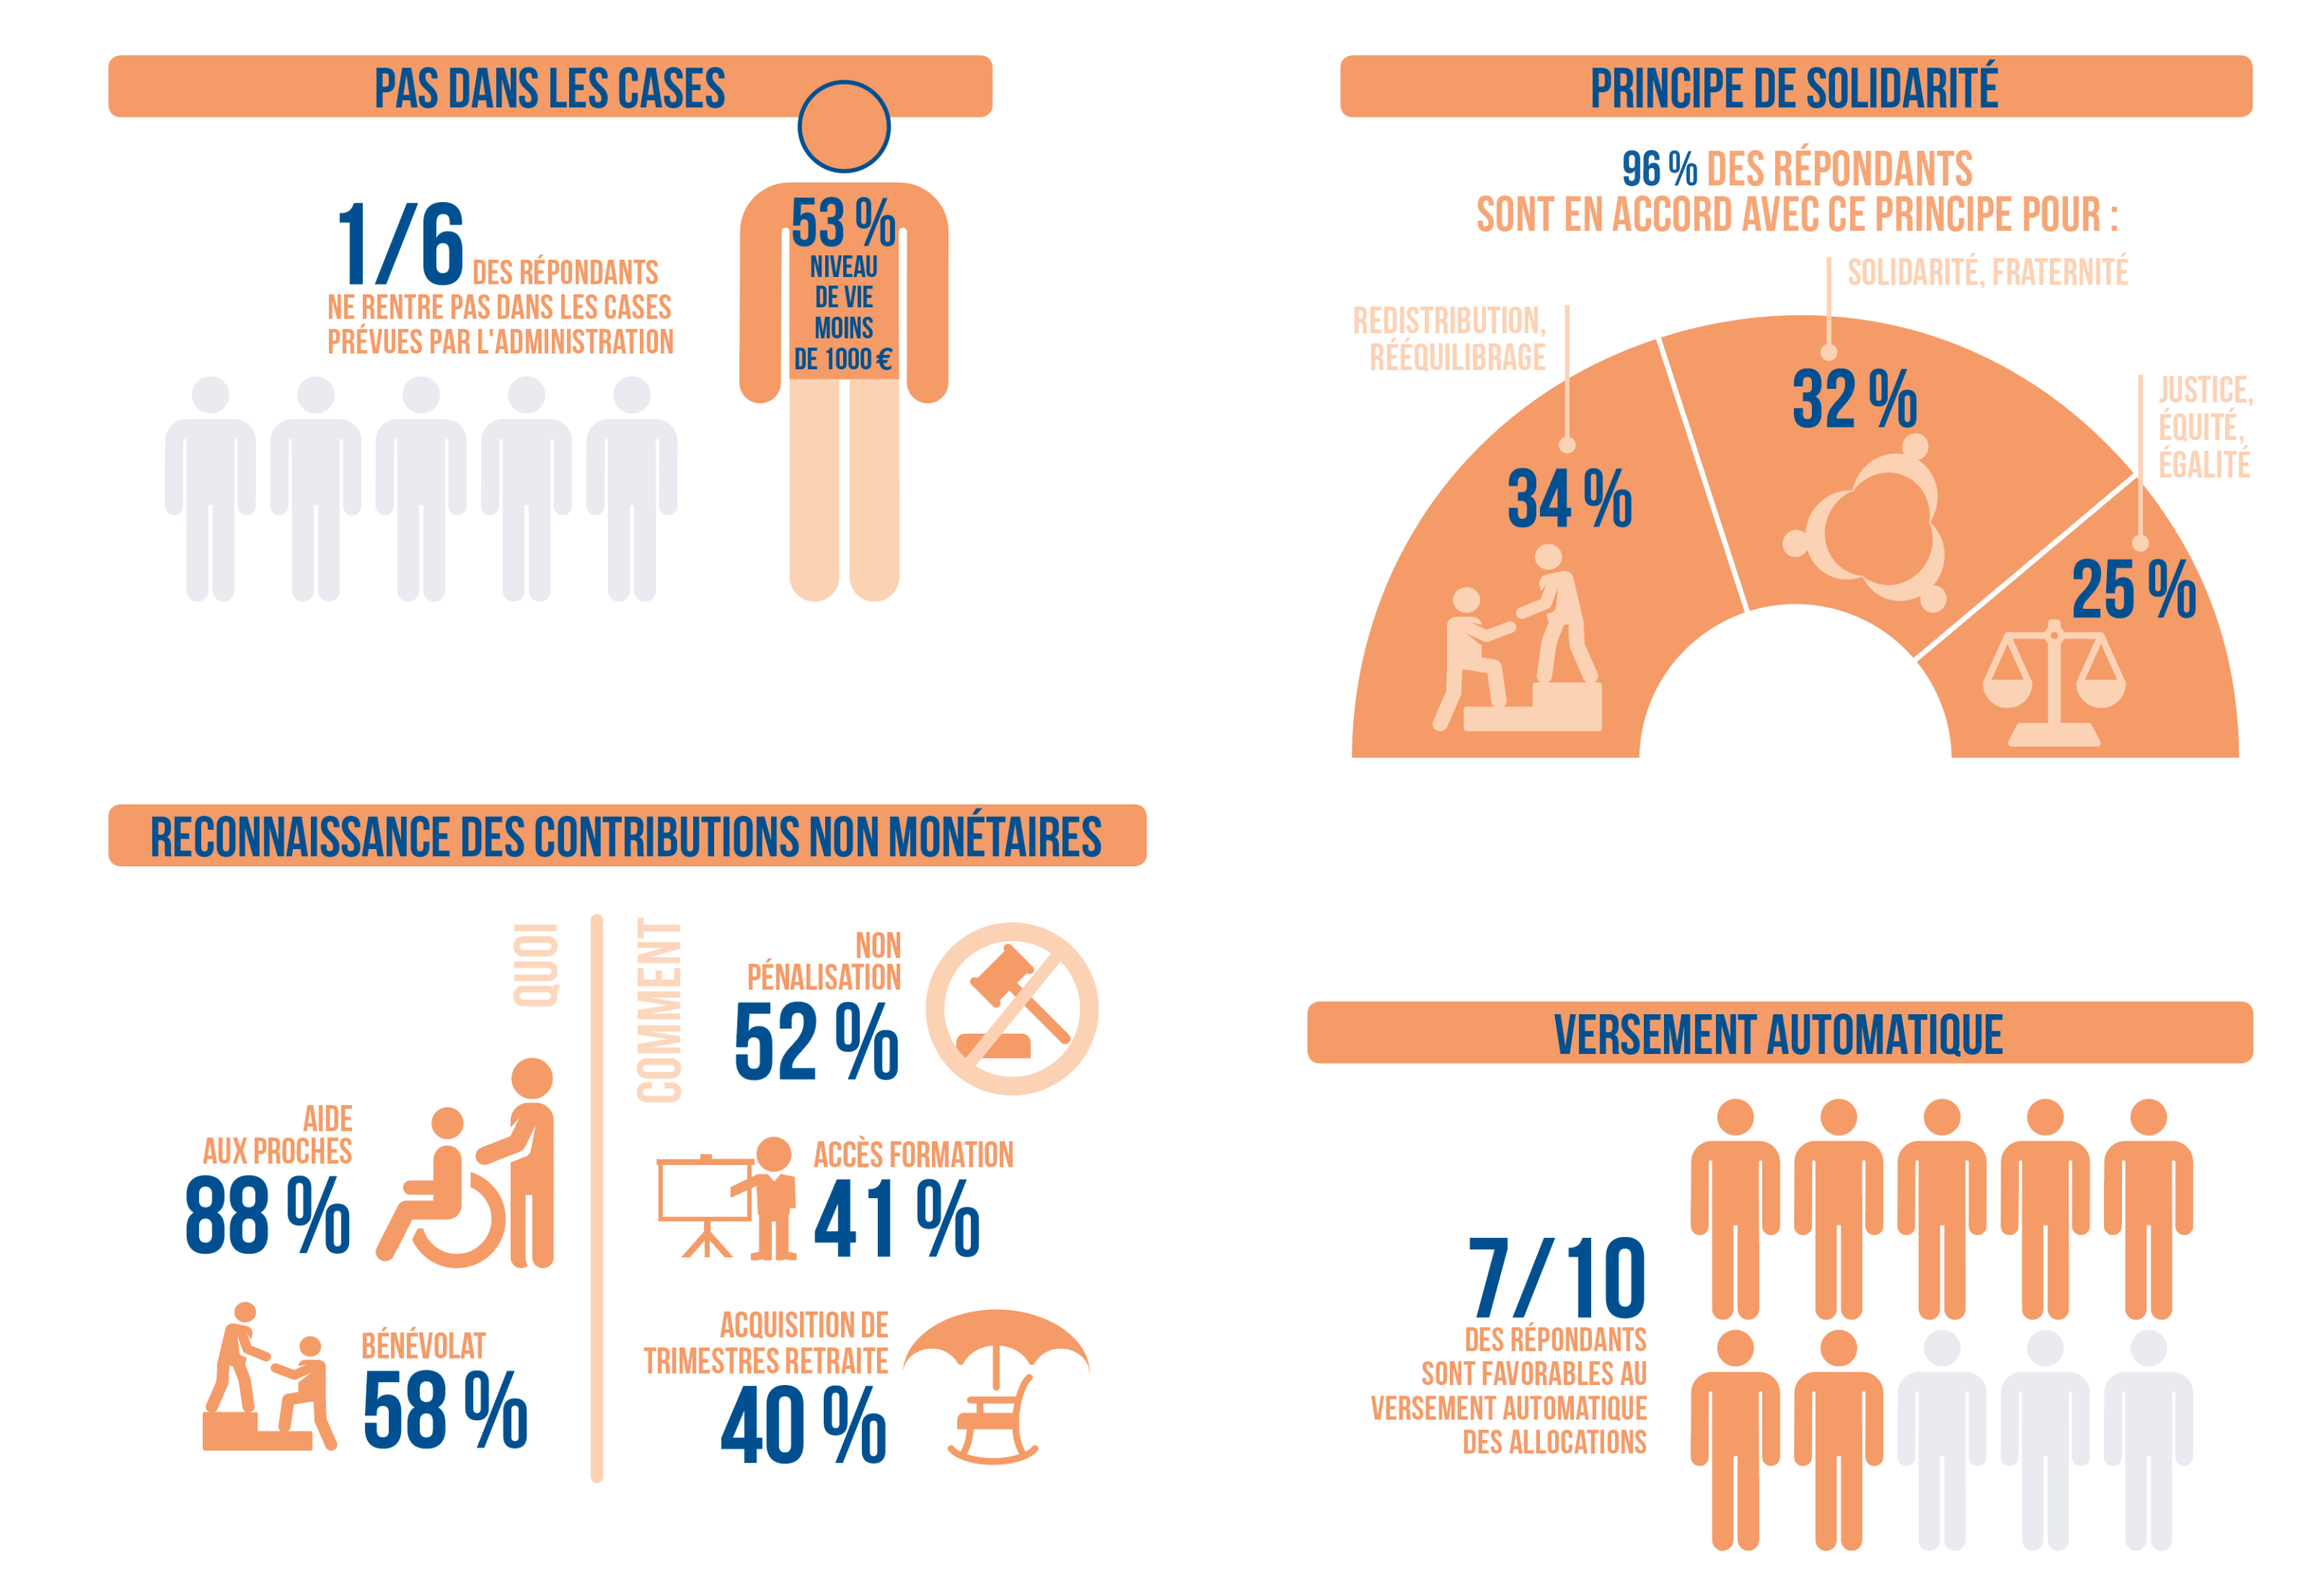 PAS DANS LES CASES
1/6 DES RÉPONDANTS
NE RENTRE PAS DANS LES CASES
PRÉVUES PAR L'ADMINISTRATION
53 %
NIVEAU
DE VIE
MOINS
DE 1000 €
PRINCIPE DE SOLIDARITÉ
96 % DES RÉPONDANTS
SONT EN ACCORD AVEC CE PRINCIPE POUR :
REDISTRIBUTION,
RÉÉQUILIBRAGE
34 %
SOLIDARITÉ, FRATERNITÉ
32 %
JUSTICE,
ÉQUITÉ,
ÉGALITÉ
25 %
RECONNAISSANCE DES CONTRIBUTIONS NON MONÉTAIRES
QUOI
AIDE
AUX PROCHES
88 %
BÉNÉVOLAT
58 %
COMMENT
NON
PÉNALISATION
52 %
ACCÈS FORMATION
41 %
ACQUISITION DE
TRIMESTRES RETRAITE
40 %
VERSEMENT AUTOMATIQUE
7/10
DES RÉPONDANTS
SONT FAVORABLES AU
VERSEMENT AUTOMATIQUE
DES ALLOCATIONS